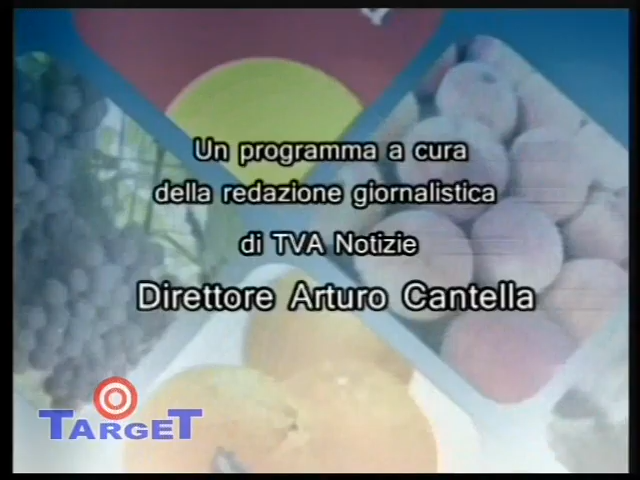 Un programma a cura
della redazione giornalistica
di TVA Notizie
Direttore Arturo Cantella
TARGET